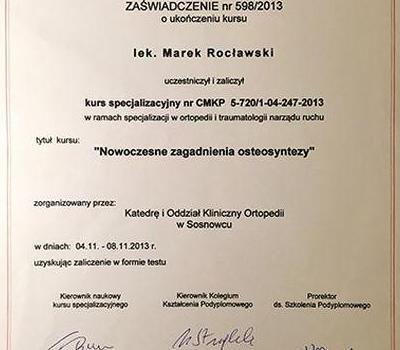 ZAŚWIADCZENIE nr 598/2013
o ukończeniu kursu
lek. Marek Rocławski
uczestniczył i zaliczył
kurs specjalizacyjny nr CMKP 5-720/1-04-247-2013
w ramach specjalizacji w ortopedii i traumatologii narządu ruchu
tytuł kursu:
"Nowoczesne zagadnienia osteosyntezy"
zorganizowany przez:
Katedrę i Oddział Kliniczny Ortopedii
w Sosnowcu
w dniach: 04.11. - 08.11.2013 r.
uzyskując zaliczenie w formie testu
Kierownik naukowy Kierownik Kolegium Prorektor
kursu specjalizacyjnego Kształcenia Podyplomowego ds. Szkolenia Podyplomowego